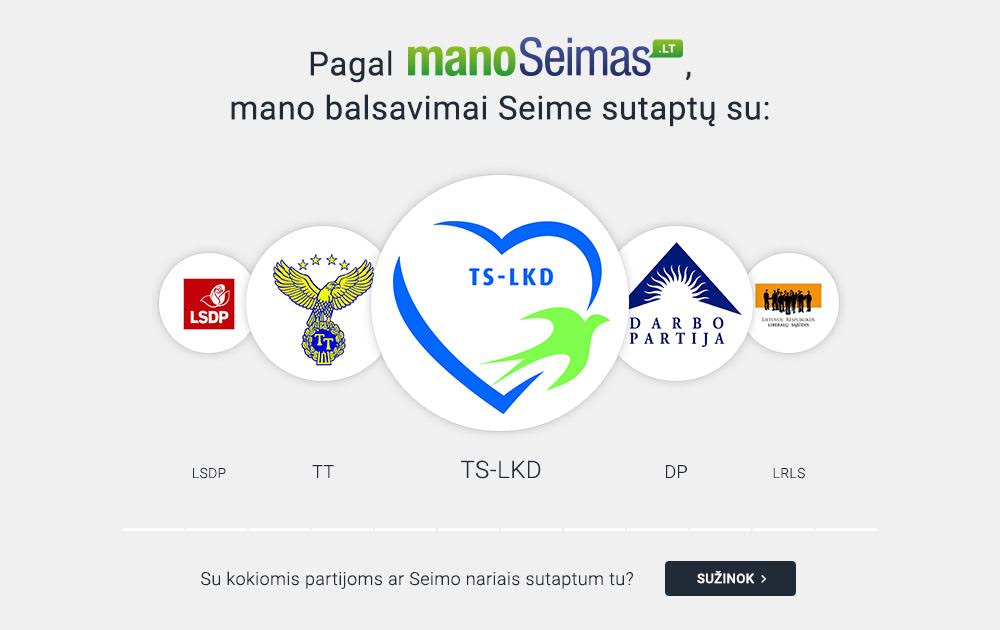 Pagal manoSeimas.LT,
mano balsavimai Seime sutaptų su:
LSDP
TT
TS-LKD
DARBO
PARTIJA
LIETUVOS RESPUBLIKOS
LIBERALŲ SĄJŪDIS
LSDP
TT
TS-LKD
DP
LRLS
Su kokiomis partijoms ar Seimo nariais sutaptum tu?
SUŽINOK >